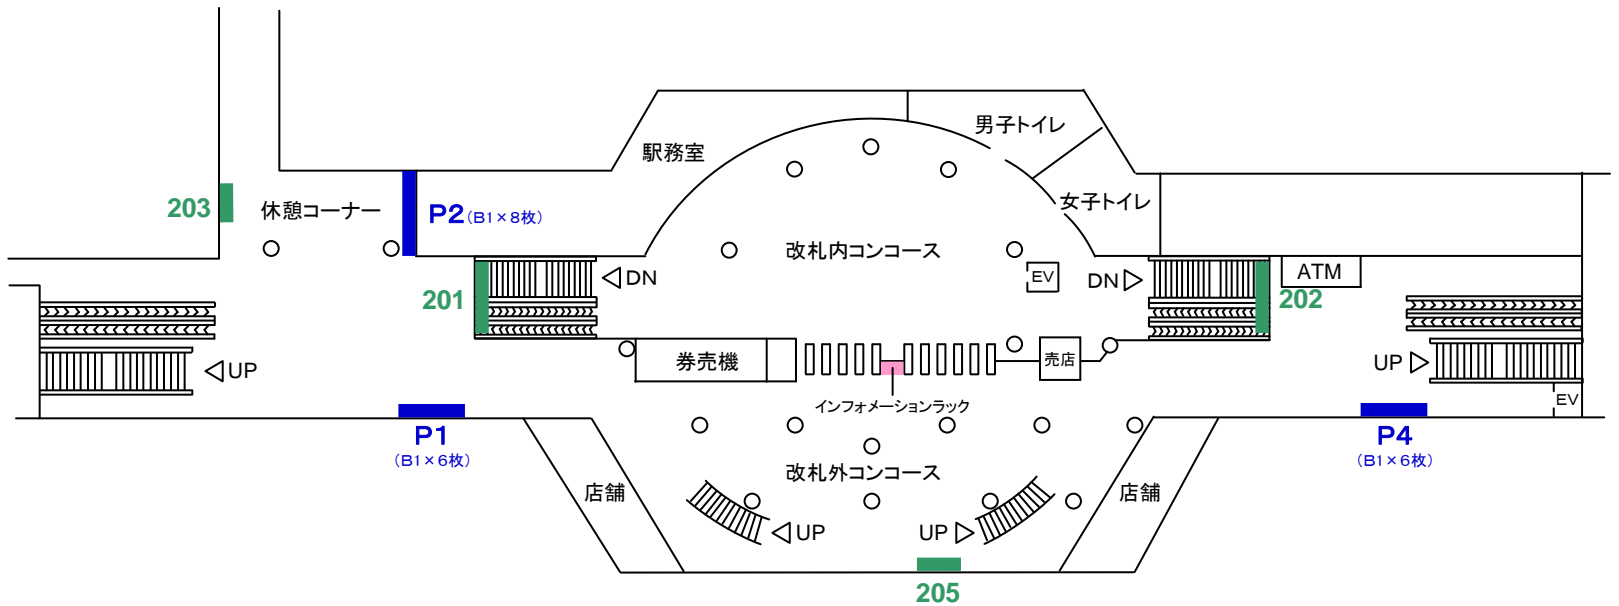 男子トイレ
駅務室
女子トイレ
203
休憩コーナー
P2(B1×8枚)
改札内コンコース
EV
DN
DN
ATM
201
202
券売機
売店
UP
UP
EV
インフォメーションラック
P1
(B1×6枚)
P4
(B1×6枚)
改札外コンコース
店舗
店舗
UP
UP
205